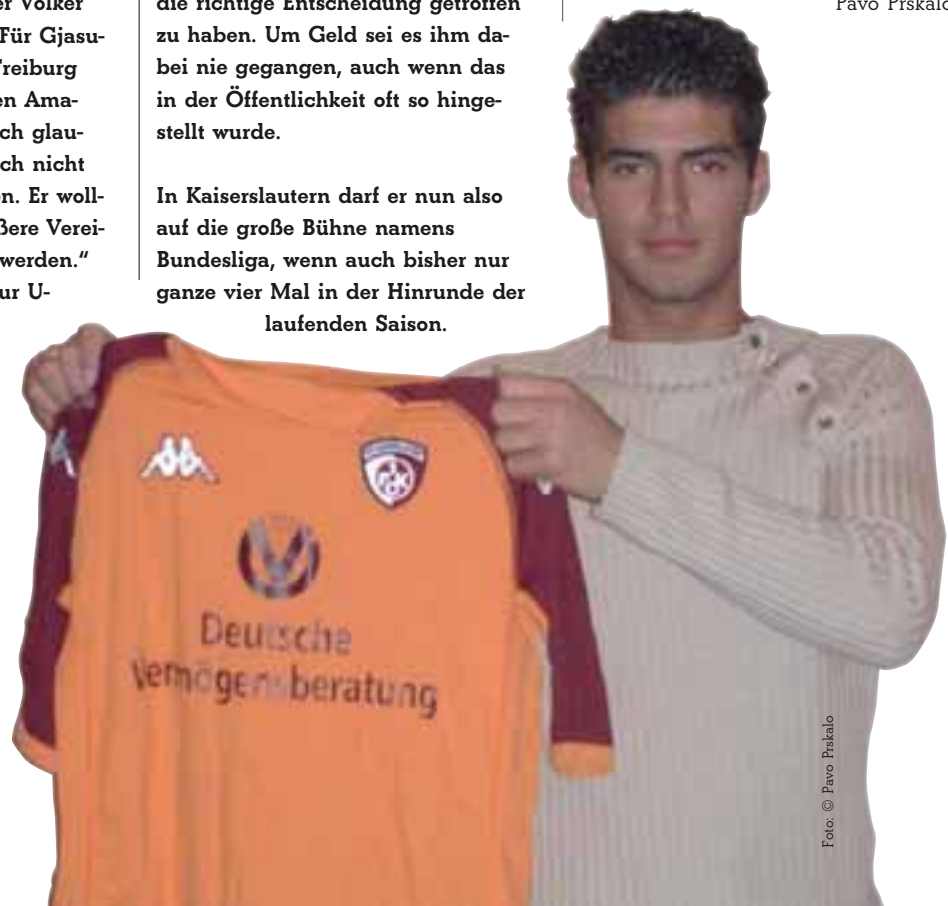 er Volker
Für Gjasu-
Freiburg
en Ama-
ch glau-
ch nicht
n. Er woll-
ßere Verei-
werden.“
ur U-
die richtige Entscheidung getroffen
zu haben. Um Geld sei es ihm da-
bei nie gegangen, auch wenn das
in der Öffentlichkeit oft so hinge-
stellt wurde.
In Kaiserslautern darf er nun also
auf die große Bühne namens
Bundesliga, wenn auch bisher nur
ganze vier Mal in der Hinrunde der
laufenden Saison.
Pavo Prskalo
Deutsche
Vermögensberatung
Foto: © Pavo Prskalo